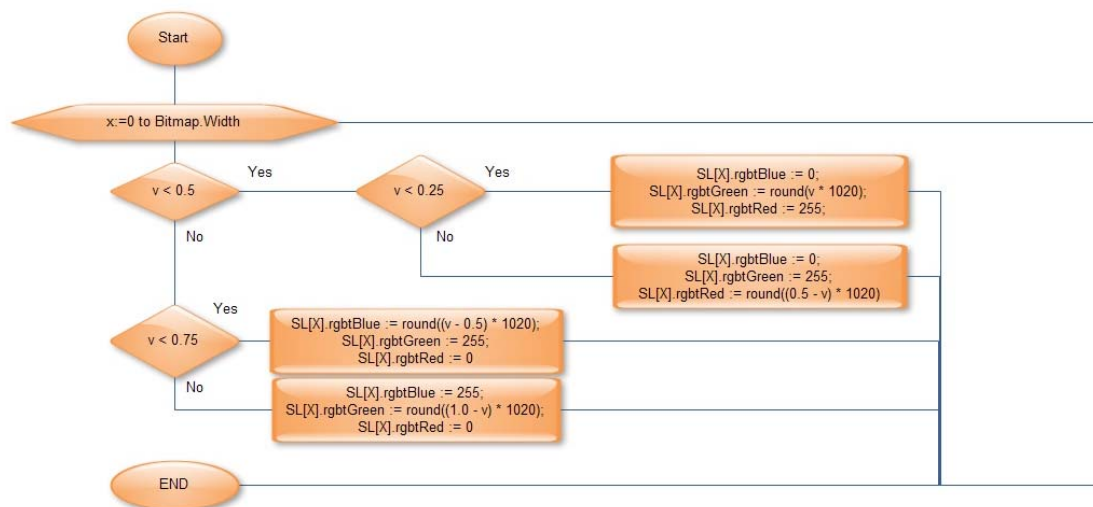 Start
x:=0 to Bitmap.Width
v < 0.5
Yes
v < 0.25
Yes
SL[X].rgbtBlue := 0;
SL[X].rgbtGreen := round(v * 1020);
SL[X].rgbtRed := 255;
No
No
SL[X].rgbtBlue := 0;
SL[X].rgbtGreen := 255;
SL[X].rgbtRed := round((0.5 - v) * 1020)
v < 0.75
Yes
SL[X].rgbtBlue := round((v - 0.5) * 1020);
SL[X].rgbtGreen := 255;
SL[X].rgbtRed := 0
No
SL[X].rgbtBlue := 255;
SL[X].rgbtGreen := round((1.0 - v) * 1020);
SL[X].rgbtRed := 0
END